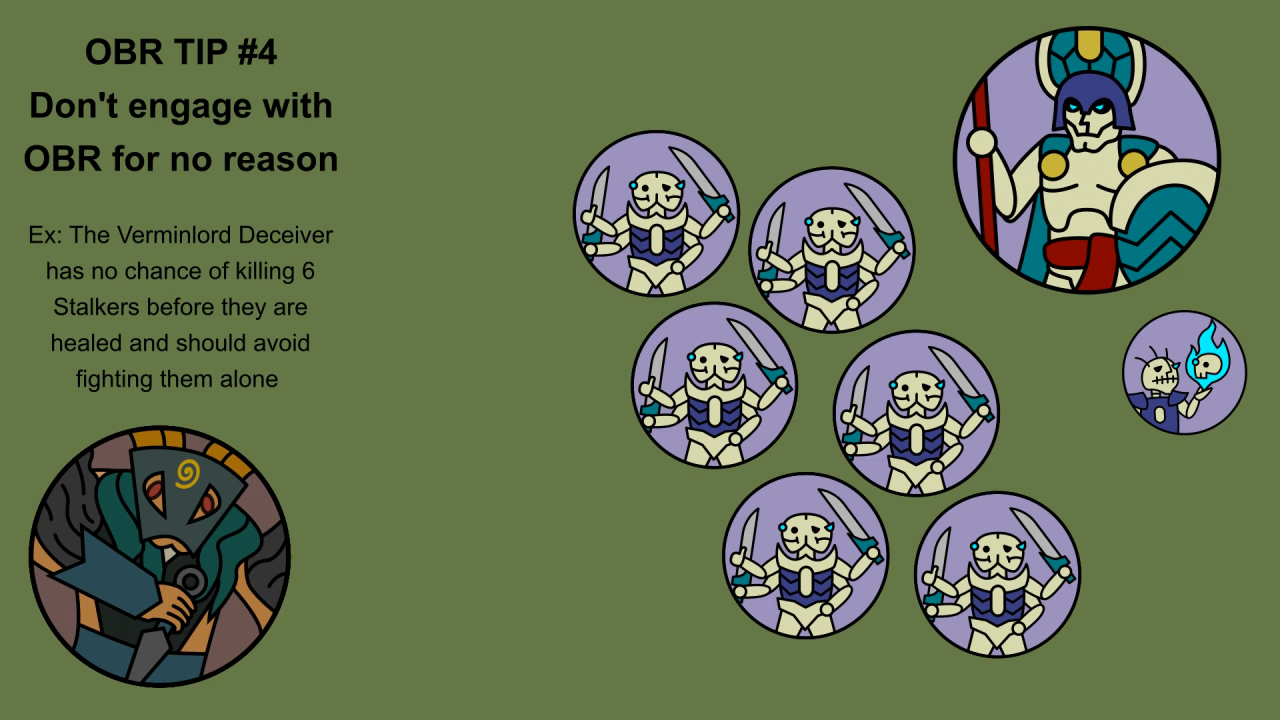 OBR TIP #4
Don't engage with
OBR for no reason
Ex: The Verminlord Deceiver
has no chance of killing 6
Stalkers before they are
healed and should avoid
fighting them alone